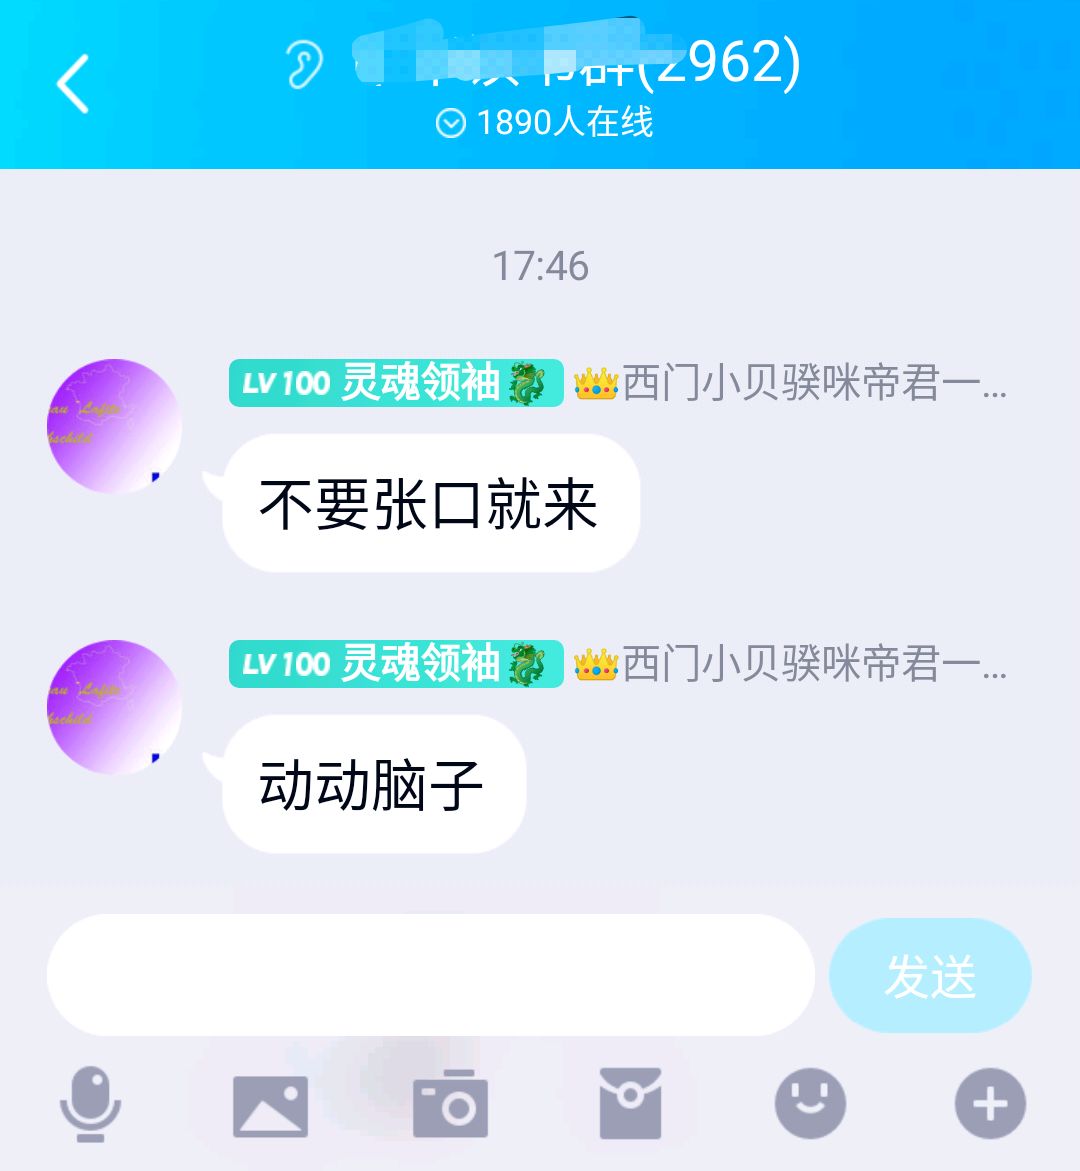 群(2962)
1890人在线
17:46
LV100 灵魂领袖🐉 👑西门小贝骙咪帝君一...
不要张口就来
LV100 灵魂领袖🐉 👑西门小贝骙咪帝君一...
动动脑子
发送